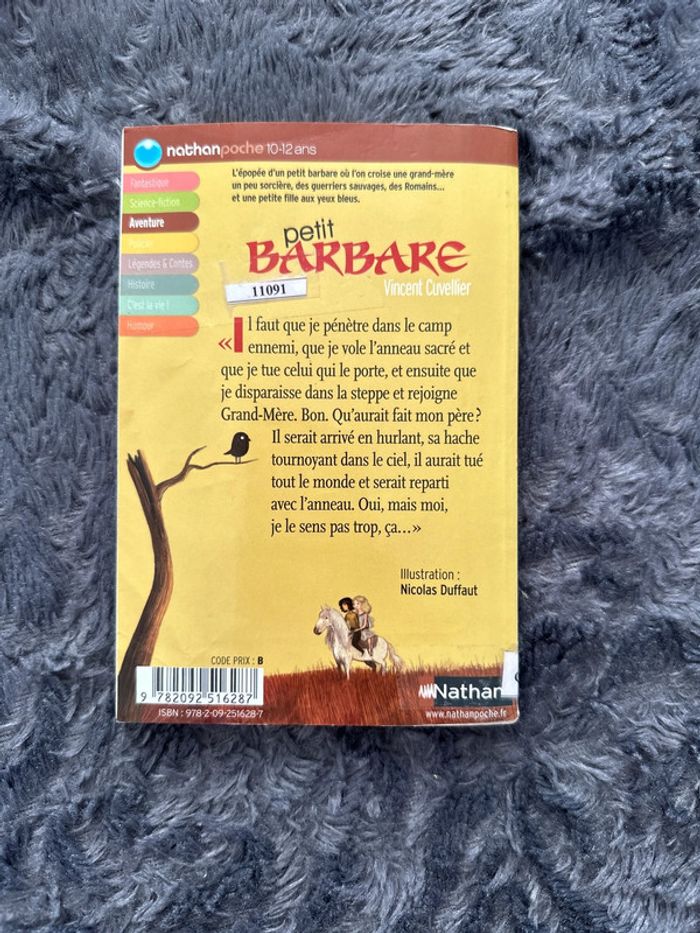 nathanpoche 10-12 ans
L'épopée d'un petit barbare où l'on croise une grand-mère
un peu sorcière, des guerriers sauvages, des Romains...
et une petite fille aux yeux bleus.
Fantastique
Science-fiction
Aventure
Policier
Légendes & Contes
Histoire
C'est la vie !
Humour
petit
BARBARE
Vincent Cuvellier
11091
«Il faut que je pénètre dans le camp
ennemi, que je vole l'anneau sacré et
que je tue celui qui le porte, et ensuite que
je disparaisse dans la steppe et rejoigne
Grand-Mère. Bon. Qu'aurait fait mon père ?
Il serait arrivé en hurlant, sa hache
tournoyant dans le ciel, il aurait tué
tout le monde et serait reparti
avec l'anneau. Oui, mais moi,
je le sens pas trop, ça...»
Illustration :
Nicolas Duffaut
CODE PRIX : B
9 782092 516287
ISBN : 978-2-09-251628-7
Nathan
www.nathanpoche.fr